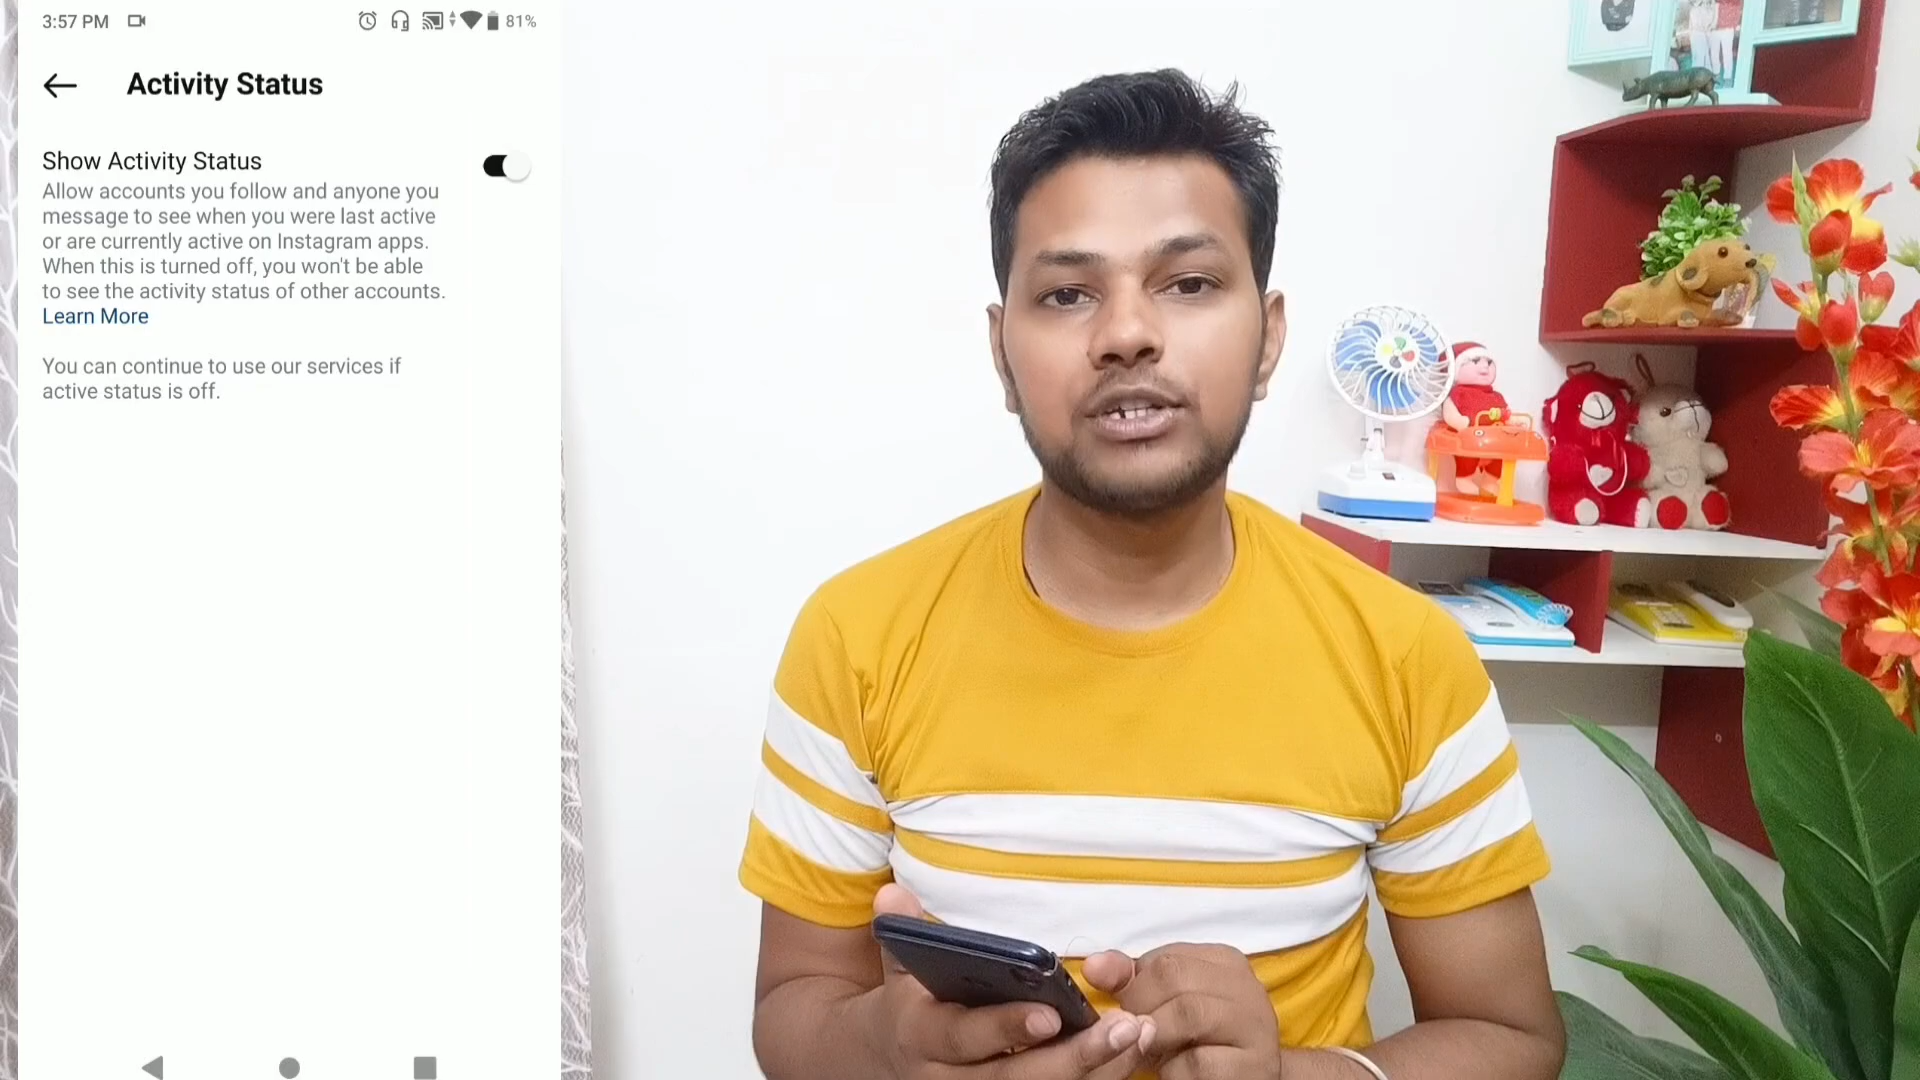 3:57 PM
81%
Activity Status
Show Activity Status
Allow accounts you follow and anyone you
message to see when you were last active
or are currently active on Instagram apps.
When this is turned off, you won't be able
to see the activity status of other accounts.
Learn More
You can continue to use our services if
active status is off.